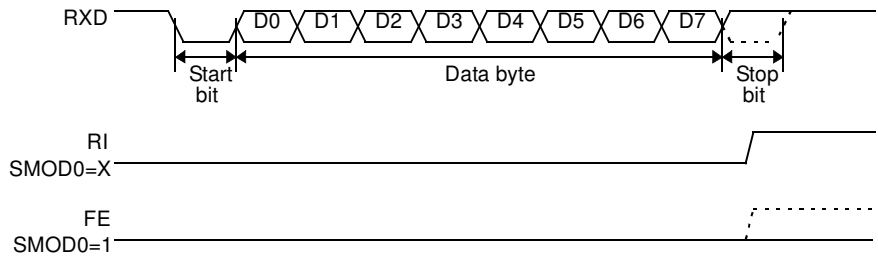 RXD
D0 D1 D2 D3 D4 D5 D6 D7
Start bit
Data byte
Stop bit
RI
SMOD0=X
FE
SMOD0=1